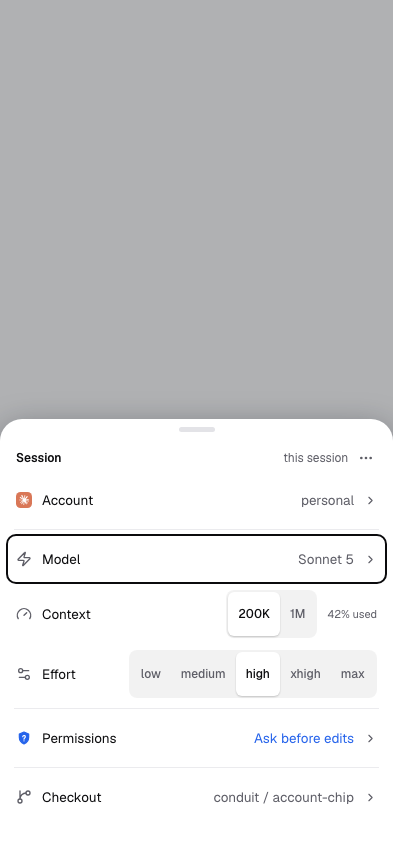 Session this session ...
Account personal
Model Sonnet 5
Context 200K 1M 42% used
Effort low medium high xhigh max
Permissions Ask before edits
Checkout conduit / account-chip